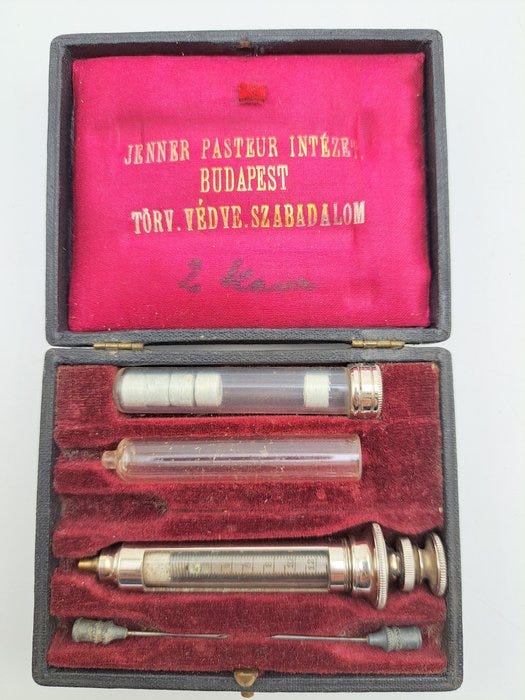 JENNER PASTEUR INTÉZET
BUDAPEST
TÖRV. VÉDVE. SZABADALOM